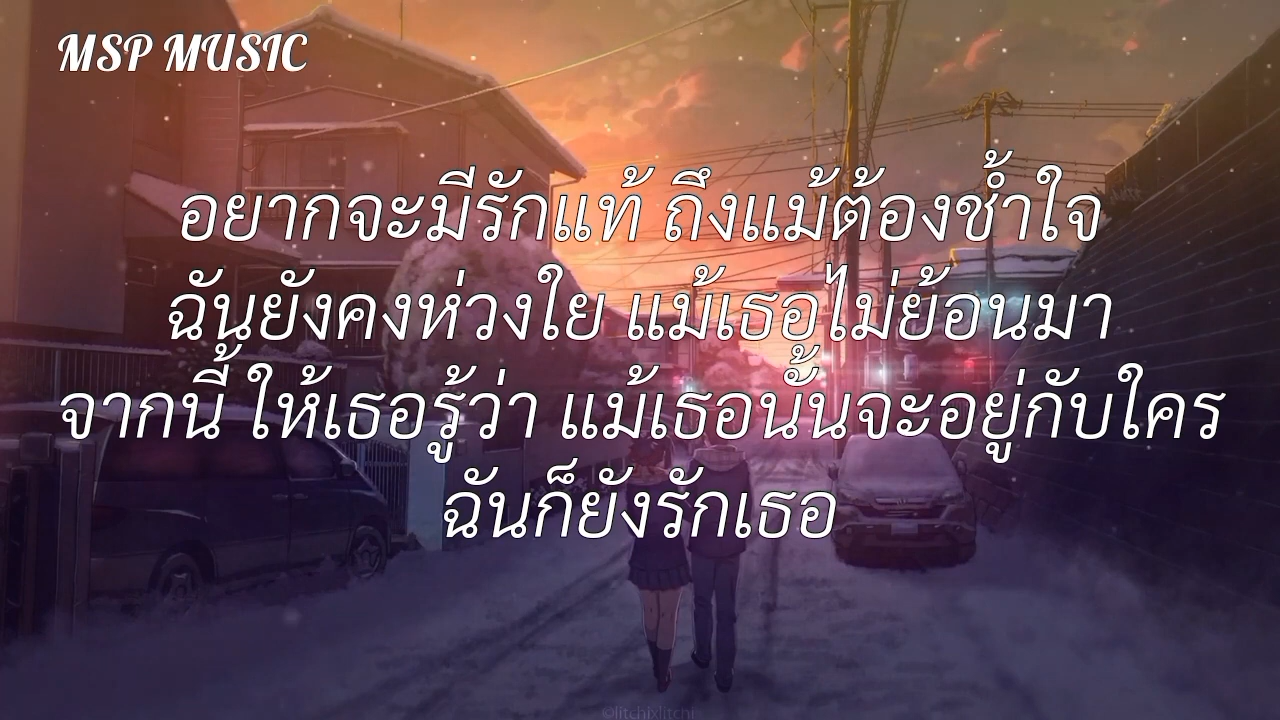 MSP MUSIC
อยากจะมีรักแท้ ถึงแม้ต้องช้ำใจ
ฉันยังคงห่วงใย แม้เธอไม่ย้อนมา
จากนี้ ให้เธอรู้ว่า แม้เธอนั้นจะอยู่กับใคร
ฉันก็ยังรักเธอ
©litchixlitchi